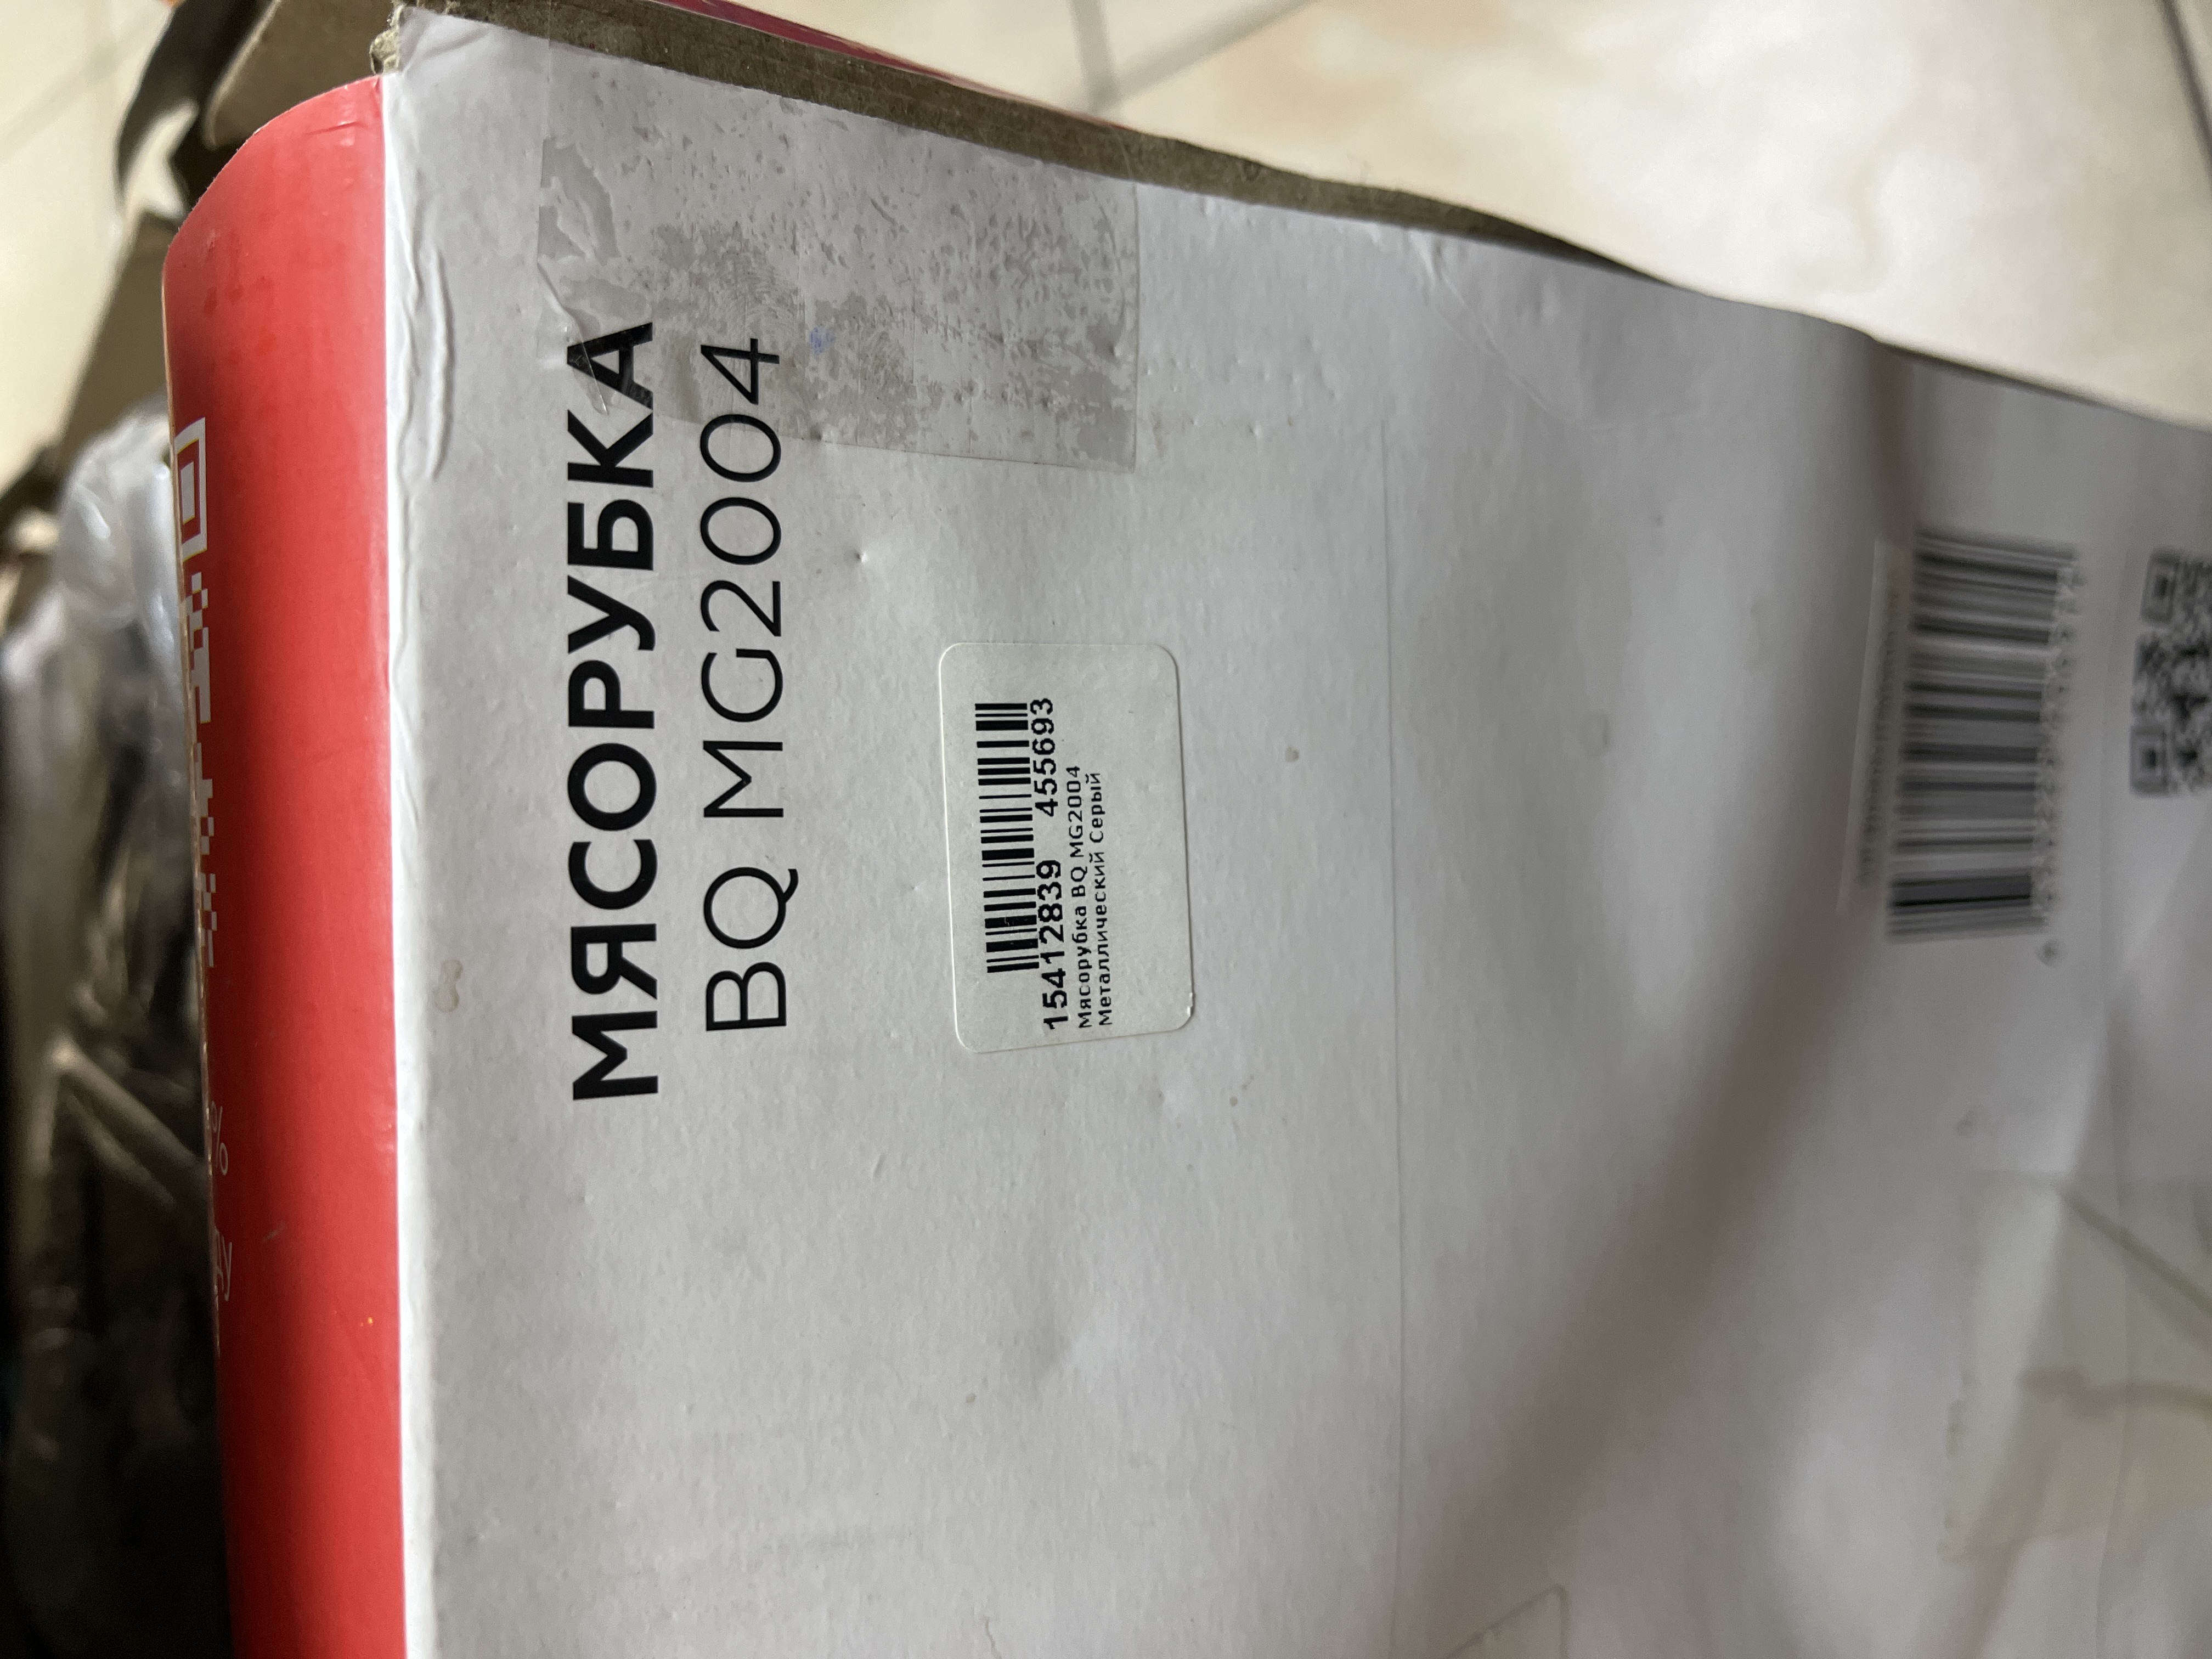 МЯСОРУБКА
BQ MG2004
15412839 455693
Мясорубка BQ MG2004
Металлический Серый
%